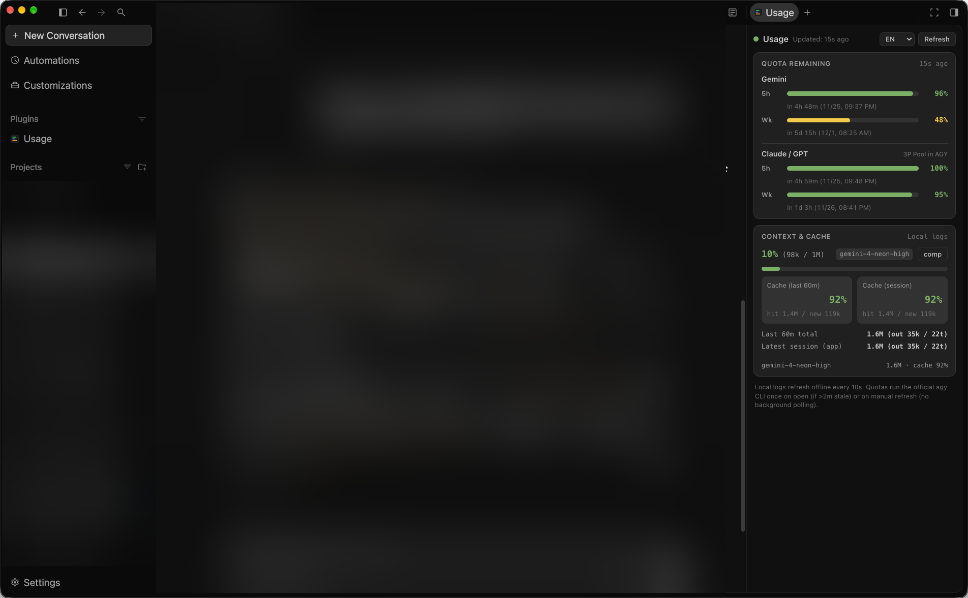 New Conversation
Automations
Customizations
Plugins
Usage
Projects
Settings
Usage
Usage Updated: 15s ago EN Refresh
QUOTA REMAINING 15s ago
Gemini
5h 96%
in 4h 48m (11/25, 09:37 PM)
Wk 48%
in 5d 15h (12/1, 08:25 AM)
Claude / GPT 3P Pool in AGY
5h 100%
in 4h 59m (11/25, 09:48 PM)
Wk 95%
in 1d 3h (11/26, 08:41 PM)
CONTEXT & CACHE Local logs
10% (98k / 1M) gemini-4-neon-high comp
Cache (last 60m) Cache (session)
92% 92%
hit 1.4M / new 119k hit 1.4M / new 119k
Last 60m total 1.6M (out 35k / 22t)
Latest session (app) 1.6M (out 35k / 22t)
gemini-4-neon-high 1.6M · cache 92%
Local logs refresh offline every 10s. Quotas run the official agy
CLI once on open (if >2m stale) or on manual refresh (no
background polling).